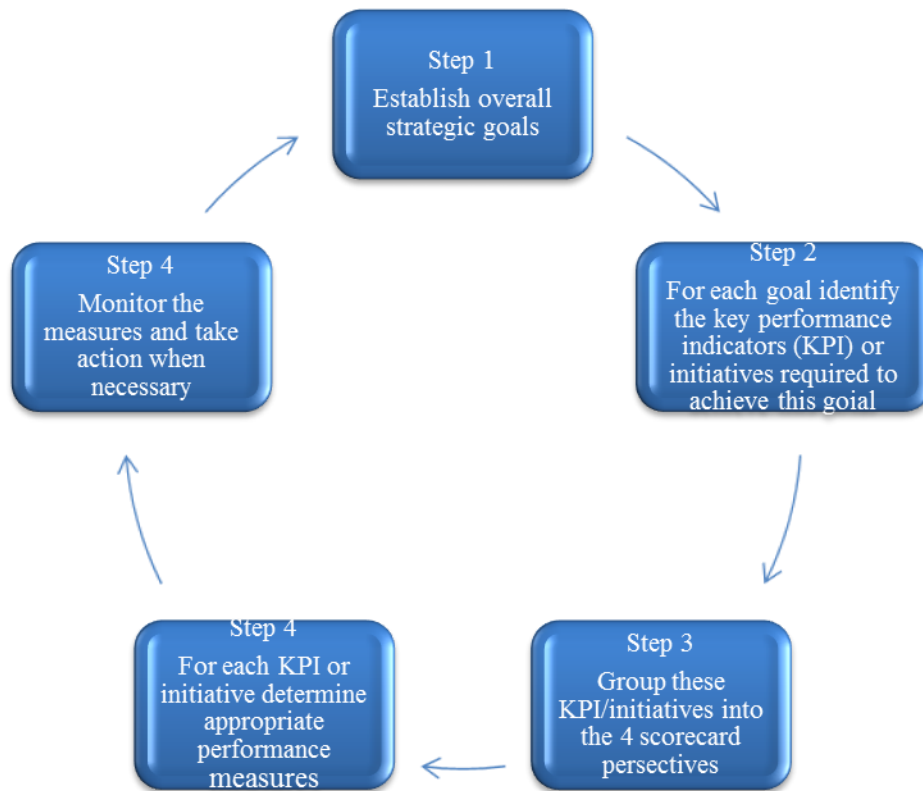 Step 1
Establish overall
strategic goals
Step 2
For each goal identify
the key performance
indicators (KPI) or
initiatives required to
achieve this goial
Step 3
Group these
KPI/initiatives into
the 4 scorecard
persectives
Step 4
For each KPI or
initiative determine
appropriate
performance
measures
Step 4
Monitor the
measures and take
action when
necessary